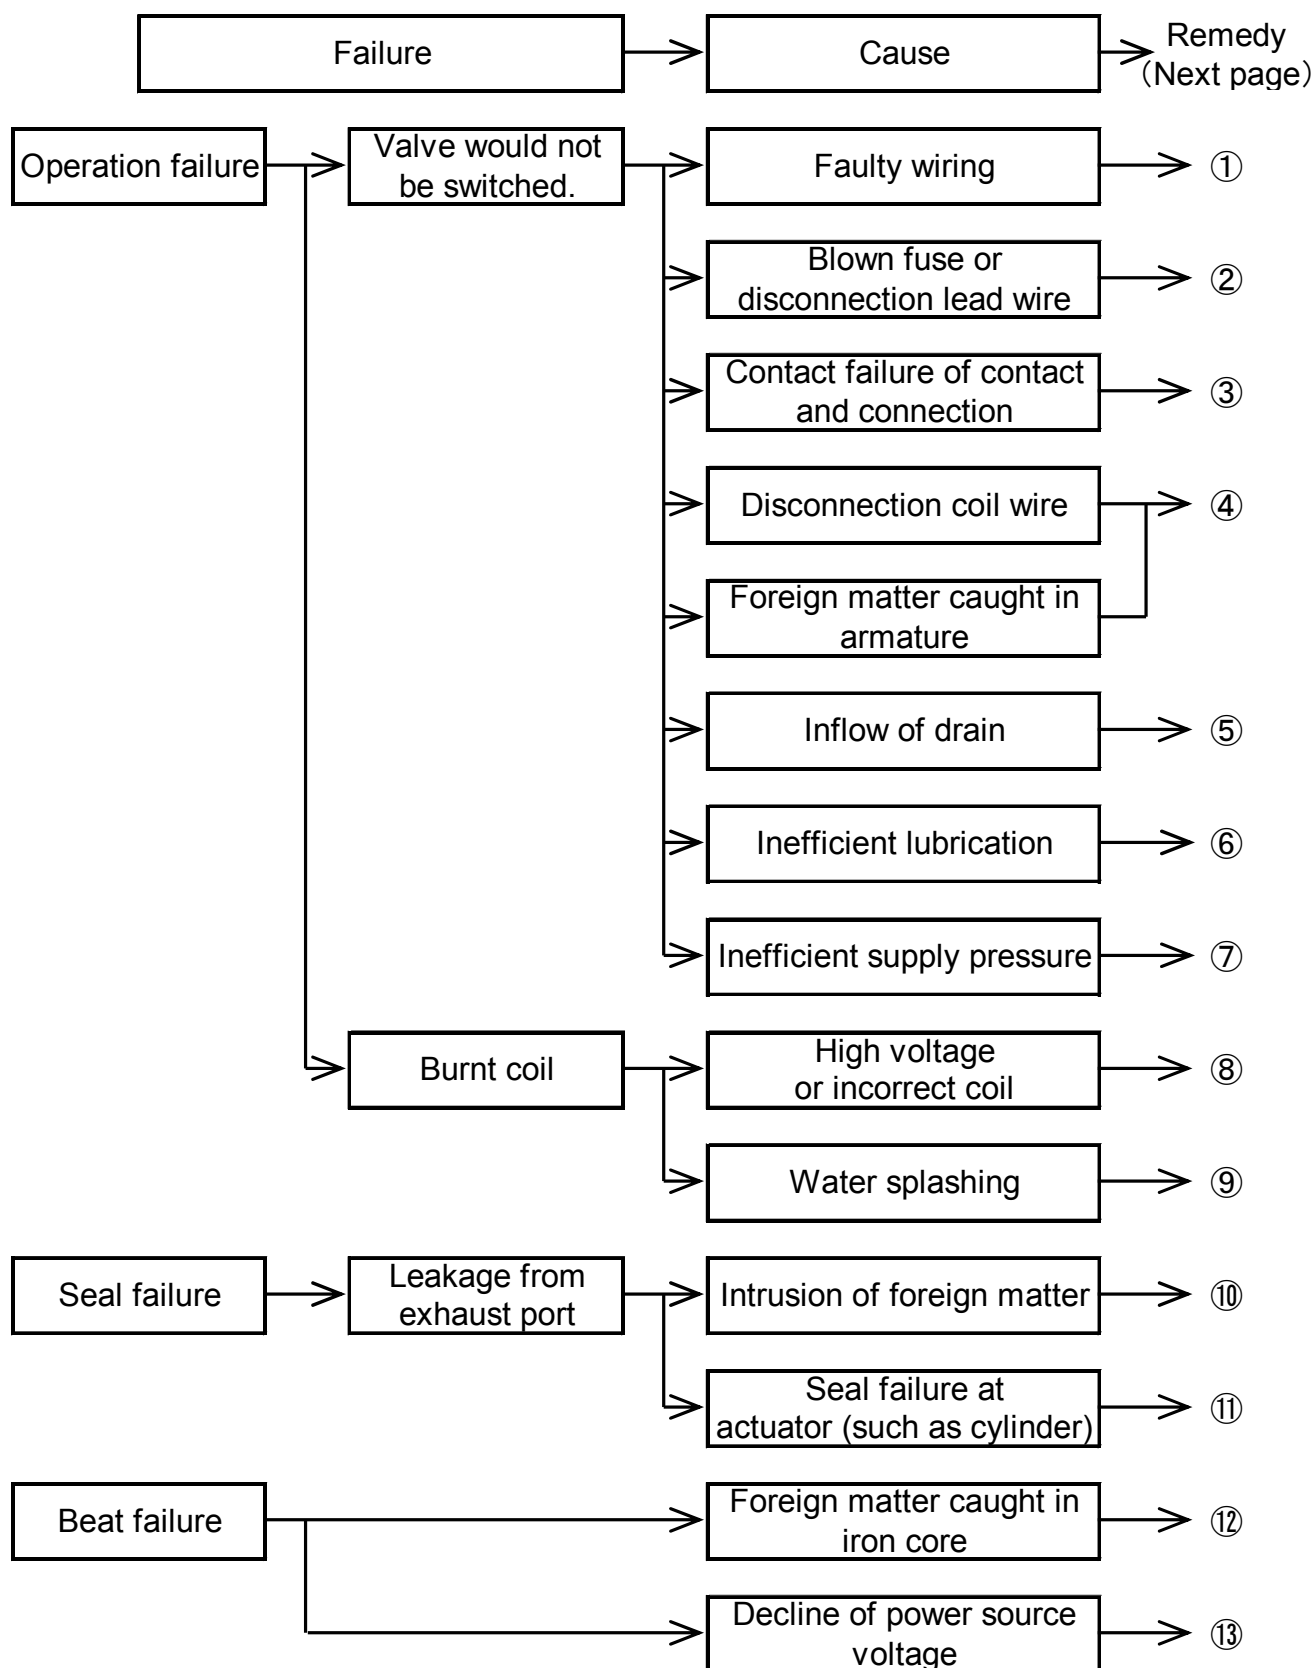 Failure
Cause
Remedy
（Next page）
Operation failure
Valve would not
be switched.
Faulty wiring
①
Blown fuse or
disconnection lead wire
②
Contact failure of contact
and connection
③
Disconnection coil wire
④
Foreign matter caught in
armature
Inflow of drain
⑤
Inefficient lubrication
⑥
Inefficient supply pressure
⑦
Burnt coil
High voltage
or incorrect coil
⑧
Water splashing
⑨
Seal failure
Leakage from
exhaust port
Intrusion of foreign matter
⑩
Seal failure at
actuator (such as cylinder)
⑪
Beat failure
Foreign matter caught in
iron core
⑫
Decline of power source
voltage
⑬